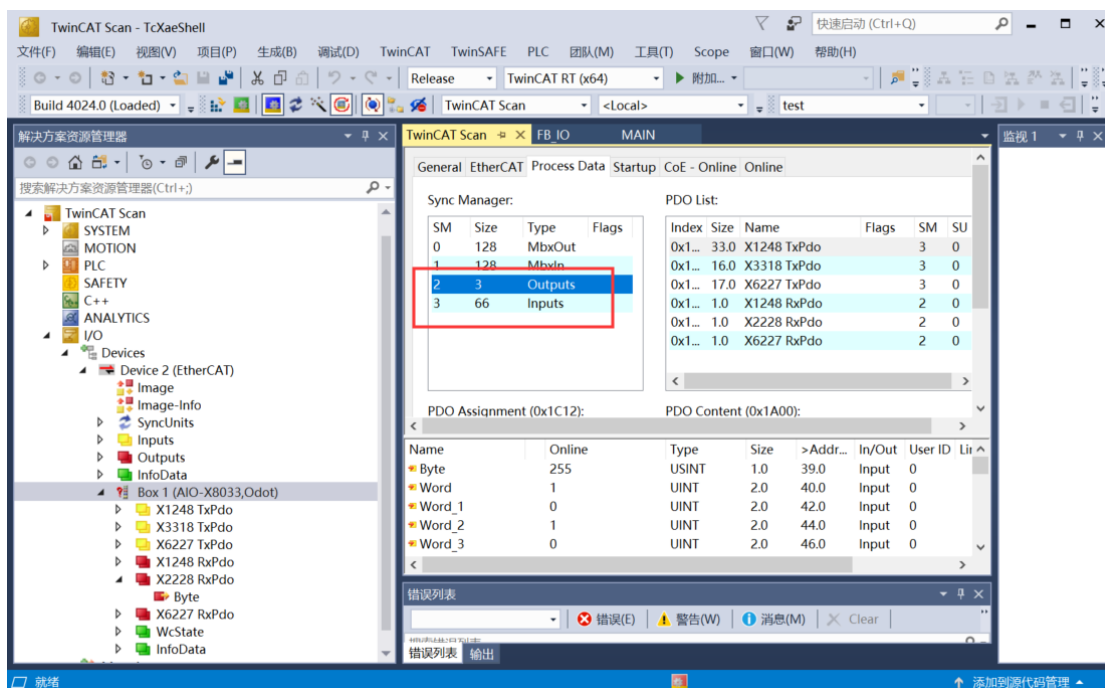 TwinCAT Scan - TcXaeShell
快速启动 (Ctrl+Q)
文件(F) 编辑(E) 视图(V) 项目(P) 生成(B) 调试(D) TwinCAT TwinSAFE PLC 团队(M) 工具(T) Scope 窗口(W) 帮助(H)
Release TwinCAT RT (x64) 附加...
Build 4024.0 (Loaded) TwinCAT Scan <Local> test
解决方案资源管理器
搜索解决方案资源管理器(Ctrl+;)
TwinCAT Scan
SYSTEM
MOTION
PLC
SAFETY
C++
ANALYTICS
I/O
Devices
Device 2 (EtherCAT)
Image
Image-Info
SyncUnits
Inputs
Outputs
InfoData
Box 1 (AIO-X8033,Odot)
X1248 TxPdo
X3318 TxPdo
X6227 TxPdo
X1248 RxPdo
X2228 RxPdo
Byte
X6227 RxPdo
WcState
InfoData
TwinCAT Scan FB_IO MAIN
General EtherCAT Process Data Startup CoE - Online Online
Sync Manager:
SM Size Type Flags
0 128 MbxOut
1 128 MbxIn
2 3 Outputs
3 66 Inputs
PDO List:
Index Size Name Flags SM SU
0x1... 33.0 X1248 TxPdo 3 0
0x1... 16.0 X3318 TxPdo 3 0
0x1... 17.0 X6227 TxPdo 3 0
0x1... 1.0 X1248 RxPdo 2 0
0x1... 1.0 X2228 RxPdo 2 0
0x1... 1.0 X6227 RxPdo 2 0
PDO Assignment (0x1C12):
PDO Content (0x1A00):
Name Online Type Size >Addr... In/Out User ID Lir
Byte 255 USINT 1.0 39.0 Input 0
Word 1 UINT 2.0 40.0 Input 0
Word_1 0 UINT 2.0 42.0 Input 0
Word_2 1 UINT 2.0 44.0 Input 0
Word_3 0 UINT 2.0 46.0 Input 0
错误列表
错误(E) 警告(W) 消息(M) Clear
搜索错误列表
错误列表 输出
监视 1
就绪
添加到源代码管理